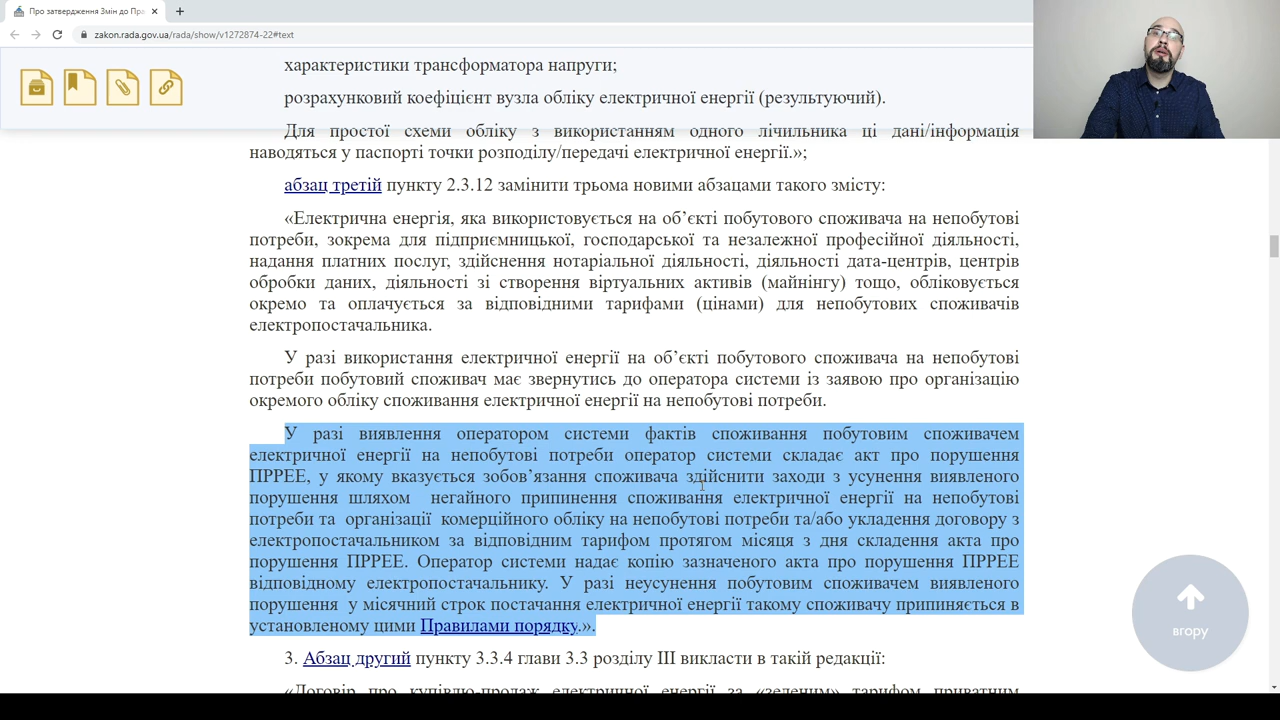 Про затвердження Змін до Пра
zakon.rada.gov.ua/rada/show/v1272874-22#text
характеристики трансформатора напруги;
розрахунковий коефіцієнт вузла обліку електричної енергії (результуючий).
Для простої схеми обліку з використанням одного лічильника ці дані/інформація
наводяться у паспорті точки розподілу/передачі електричної енергії.»;
абзац третій пункту 2.3.12 замінити трьома новими абзацами такого змісту:
«Електрична енергія, яка використовується на об’єкті побутового споживача на непобутові
потреби, зокрема для підприємницької, господарської та незалежної професійної діяльності,
надання платних послуг, здійснення нотаріальної діяльності, діяльності дата-центрів, центрів
обробки даних, діяльності зі створення віртуальних активів (майнінгу) тощо, обліковується
окремо та оплачується за відповідними тарифами (цінами) для непобутових споживачів
електропостачальника.
У разі використання електричної енергії на об’єкті побутового споживача на непобутові
потреби побутовий споживач має звернутись до оператора системи із заявою про організацію
окремого обліку споживання електричної енергії на непобутові потреби.
У разі виявлення оператором системи фактів споживання побутовим споживачем
електричної енергії на непобутові потреби оператор системи складає акт про порушення
ПРРЕЕ, у якому вказується зобов’язання споживача здійснити заходи з усунення виявленого
порушення шляхом негайного припинення споживання електричної енергії на непобутові
потреби та організації комерційного обліку на непобутові потреби та/або укладення договору з
електропостачальником за відповідним тарифом протягом місяця з дня складення акта про
порушення ПРРЕЕ. Оператор системи надає копію зазначеного акта про порушення ПРРЕЕ
відповідному електропостачальнику. У разі неусунення побутовим споживачем виявленого
порушення у місячний строк постачання електричної енергії такому споживачу припиняється в
установленому цими Правилами порядку.».
вгору
3. Абзац другий пункту 3.3.4 глави 3.3 розділу III викласти в такій редакції:
«Договір про купівлю-продаж електричної енергії за «зеленим» тарифом приватним